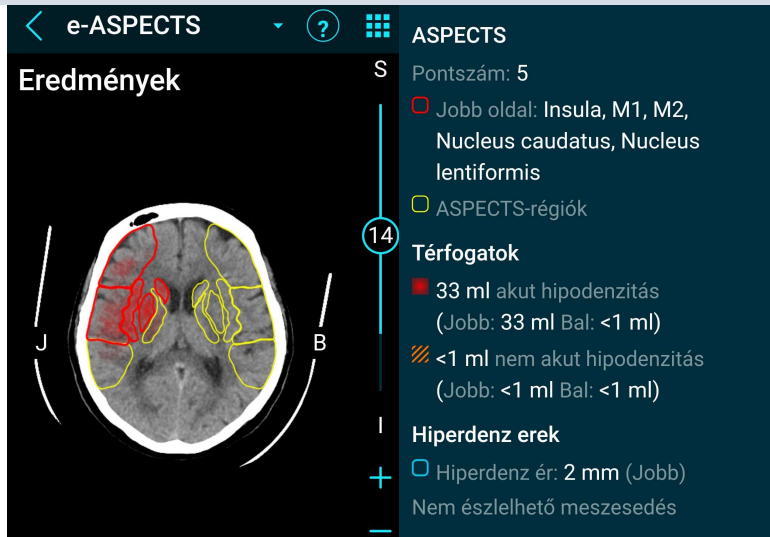 e-ASPECTS
?
Eredmények
S
14
J
B
I
ASPECTS
Pontszám: 5
Jobb oldal: Insula, M1, M2,
Nucleus caudatus, Nucleus
lentiformis
ASPECTS-régiók
Térfogatok
33 ml akut hipodenzitás
(Jobb: 33 ml Bal: <1 ml)
<1 ml nem akut hipodenzitás
(Jobb: <1 ml Bal: <1 ml)
Hiperdenz erek
Hiperdenz ér: 2 mm (Jobb)
Nem észlelhető meszesedés